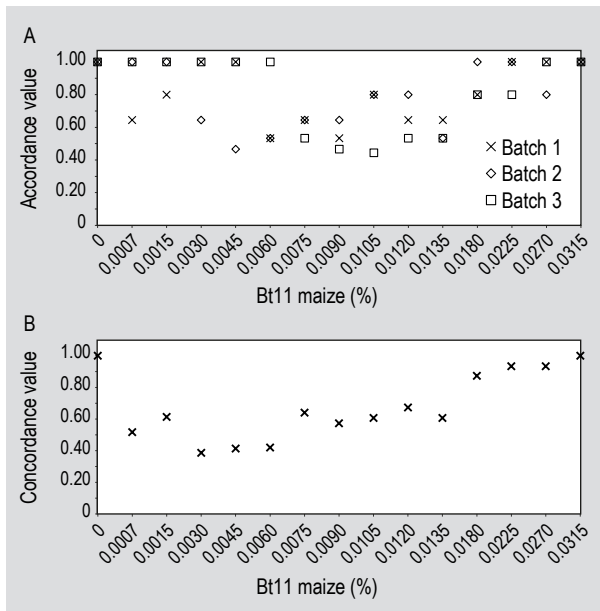 A
Accordance value
1.00
0.80
0.60
0.40
0.20
0
Batch 1
Batch 2
Batch 3
0 0.0007 0.0015 0.0030 0.0045 0.0060 0.0075 0.0090 0.0105 0.0120 0.0135 0.0180 0.0225 0.0270 0.0315
Bt11 maize (%)
B
Concordance value
1.00
0.80
0.60
0.40
0.20
0
0 0.0007 0.0015 0.0030 0.0045 0.0060 0.0075 0.0090 0.0105 0.0120 0.0135 0.0180 0.0225 0.0270 0.0315
Bt11 maize (%)